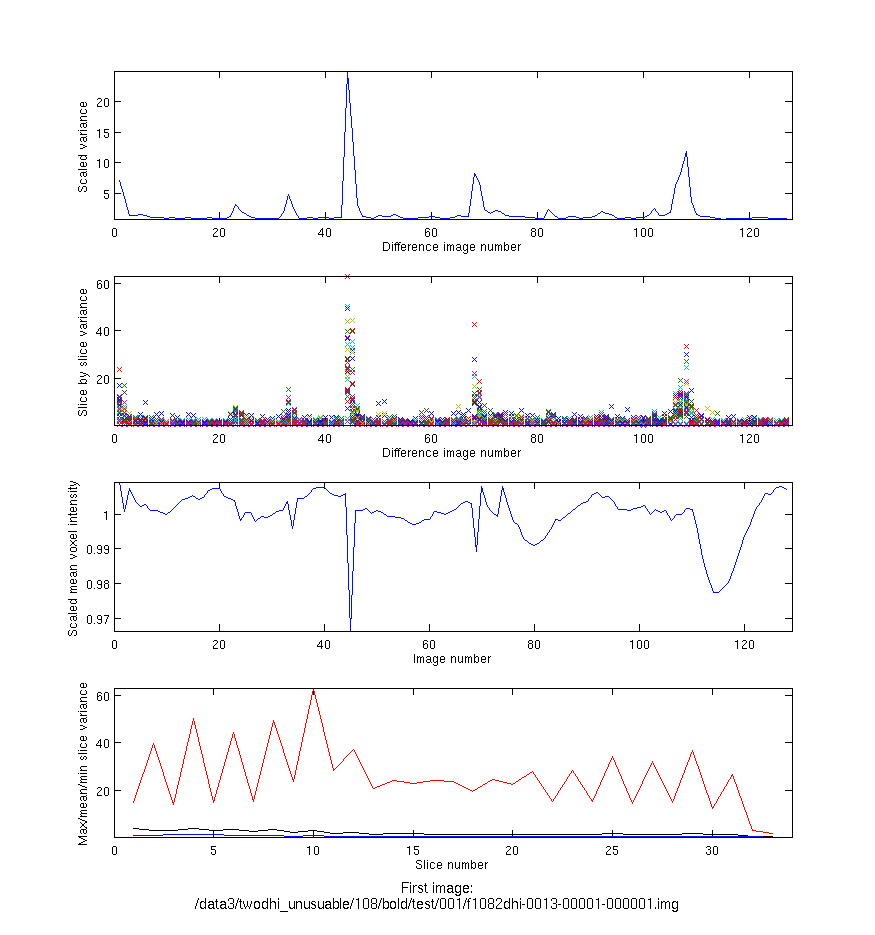 Scaled variance
20
15
10
5
0 20 40 60 80 100 120
Difference image number
Slice by slice variance
60
40
20
0 20 40 60 80 100 120
Difference image number
Scaled mean voxel intensity
1
0.99
0.98
0.97
0 20 40 60 80 100 120
Image number
Max/mean/min slice variance
60
40
20
0 5 10 15 20 25 30
Slice number
First image:
/data3/twodhi_unusuable/108/bold/test/001/f1082dhi-0013-00001-000001.img